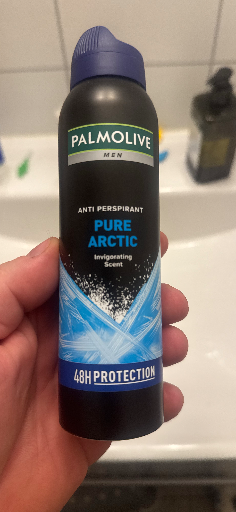 PALMOLIVE
MEN
ANTI PERSPIRANT
PURE
ARCTIC
Invigorating
Scent
48H PROTECTION